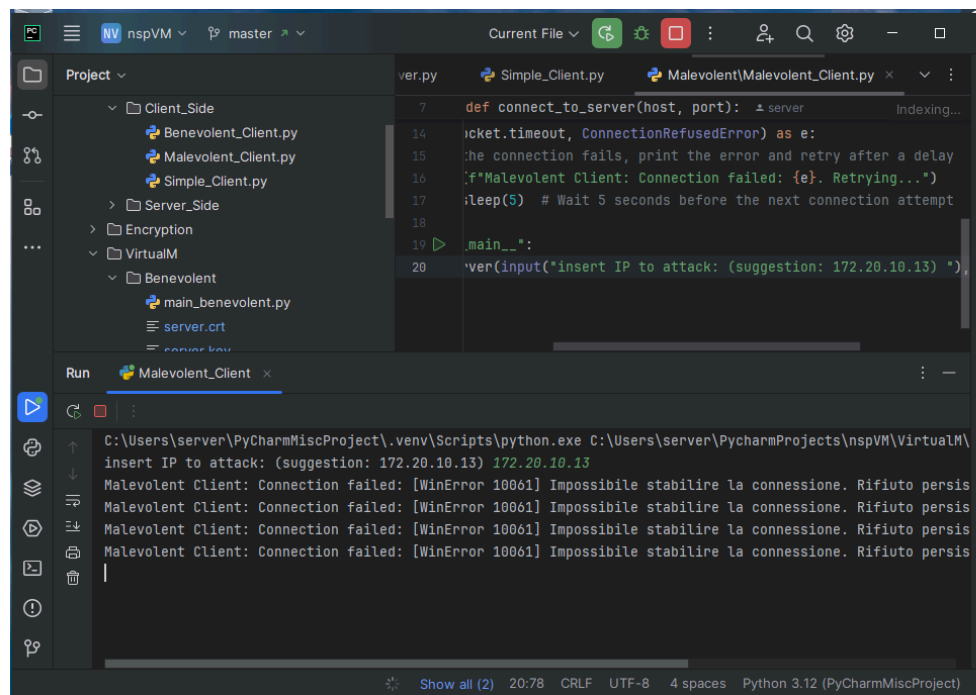 PC NV nspVM master Current File
Project
ver.py Simple_Client.py Malevolent\Malevolent_Client.py
Client_Side
Benevolent_Client.py
Malevolent_Client.py
Simple_Client.py
Server_Side
Encryption
VirtualM
Benevolent
main_benevolent.py
server.crt
server.key
7 def connect_to_server(host, port): server Indexing...
14 ocket.timeout, ConnectionRefusedError) as e:
15 he connection fails, print the error and retry after a delay
16 f"Malevolent Client: Connection failed: {e}. Retrying...")
17 sleep(5) # Wait 5 seconds before the next connection attempt
18
19 _main__":
20 rver(input("insert IP to attack: (suggestion: 172.20.10.13) "),
Run Malevolent_Client
C:\Users\server\PyCharmMiscProject\.venv\Scripts\python.exe C:\Users\server\PycharmProjects\nspVM\VirtualM\
insert IP to attack: (suggestion: 172.20.10.13) 172.20.10.13
Malevolent Client: Connection failed: [WinError 10061] Impossibile stabilire la connessione. Rifiuto persis
Malevolent Client: Connection failed: [WinError 10061] Impossibile stabilire la connessione. Rifiuto persis
Malevolent Client: Connection failed: [WinError 10061] Impossibile stabilire la connessione. Rifiuto persis
Malevolent Client: Connection failed: [WinError 10061] Impossibile stabilire la connessione. Rifiuto persis
Show all (2) 20:78 CRLF UTF-8 4 spaces Python 3.12 (PyCharmMiscProject)